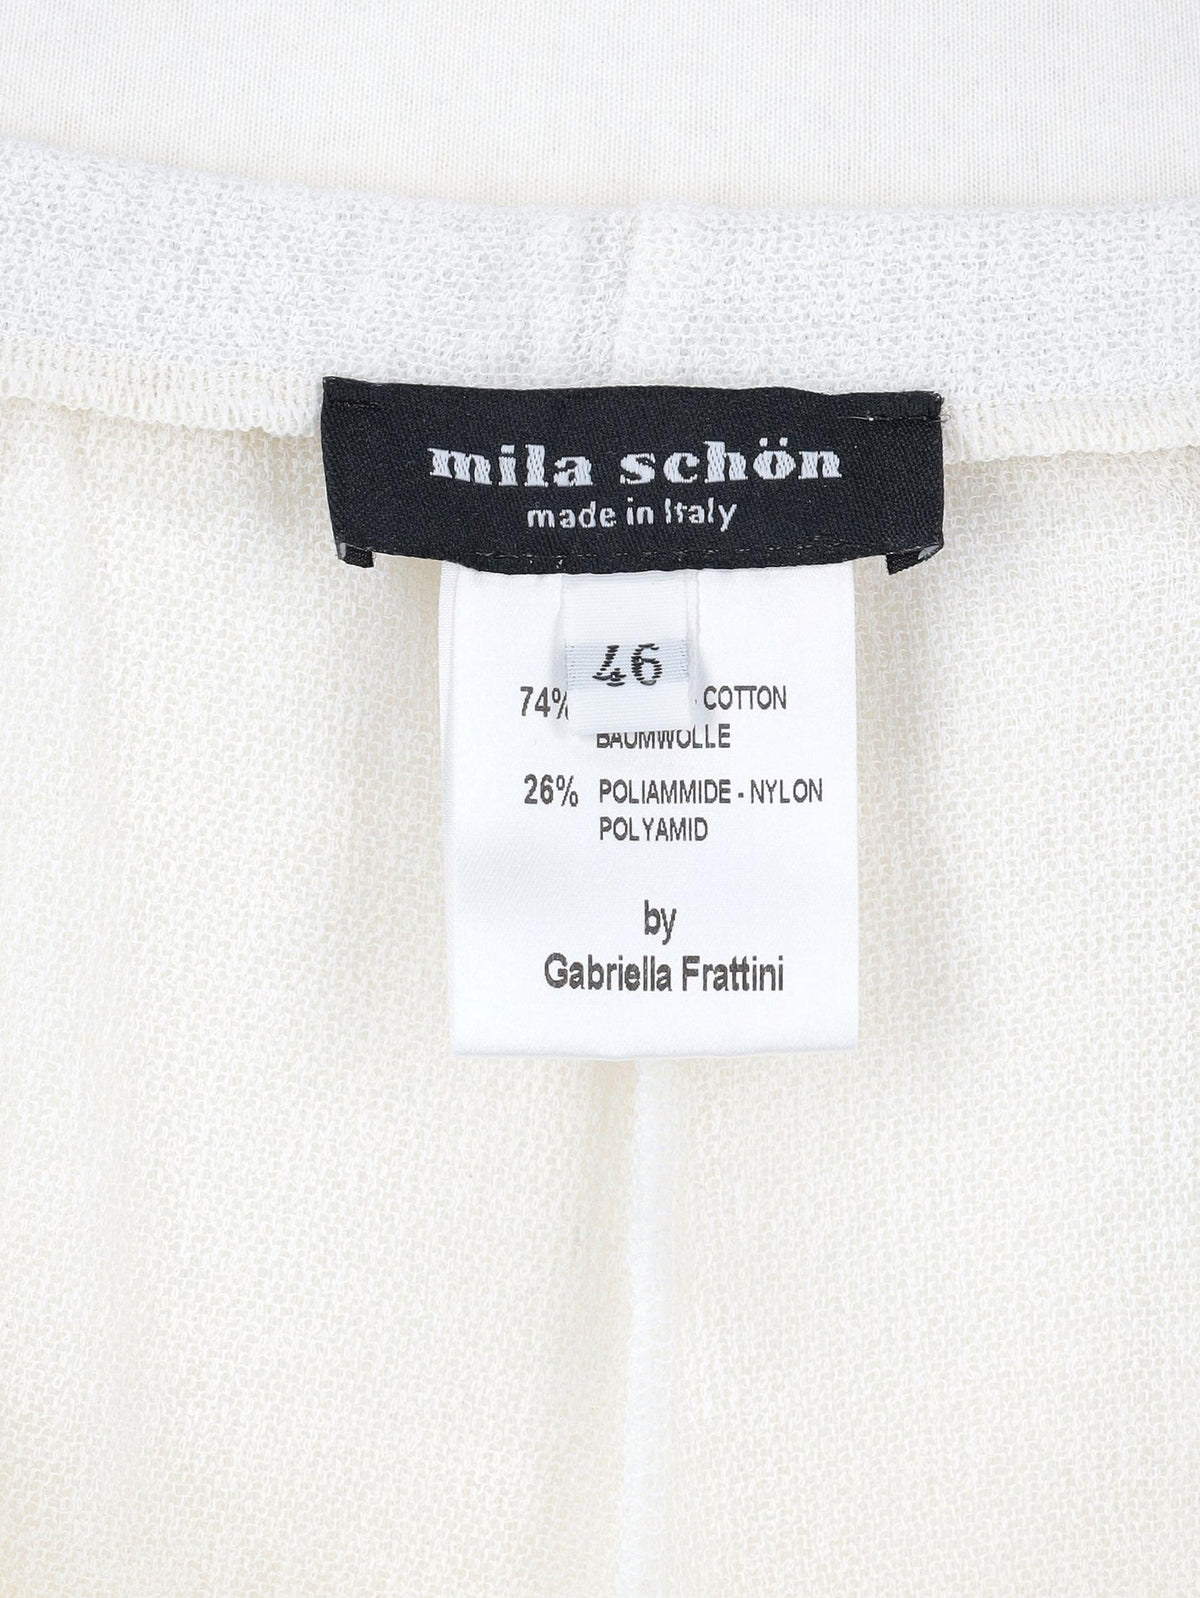 mila schön
made in Italy
46
74% COTTON
BAUMWOLLE
26% POLIAMMIDE - NYLON
POLYAMID
by
Gabriella Frattini